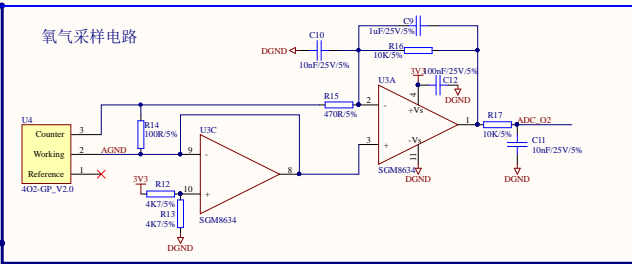 氧气采样电路
C9
1uF/25V/5%
C10
DGND
10nF/25V/5%
R16
10K/5%
3V3
100nF/25V/5%
C12
DGND
U3A
4
+Vs
R15
470R/5%
2
-
3
+
1
-Vs
11
SGM8634
DGND
R17
10K/5%
ADC_O2
C11
10nF/25V/5%
DGND
U4
Counter
3
Working
2
Reference
1
4O2-GP_V2.0
R14
100R/5%
AGND
U3C
9
-
8
10
+
SGM8634
3V3
R12
4K7/5%
R13
4K7/5%
DGND